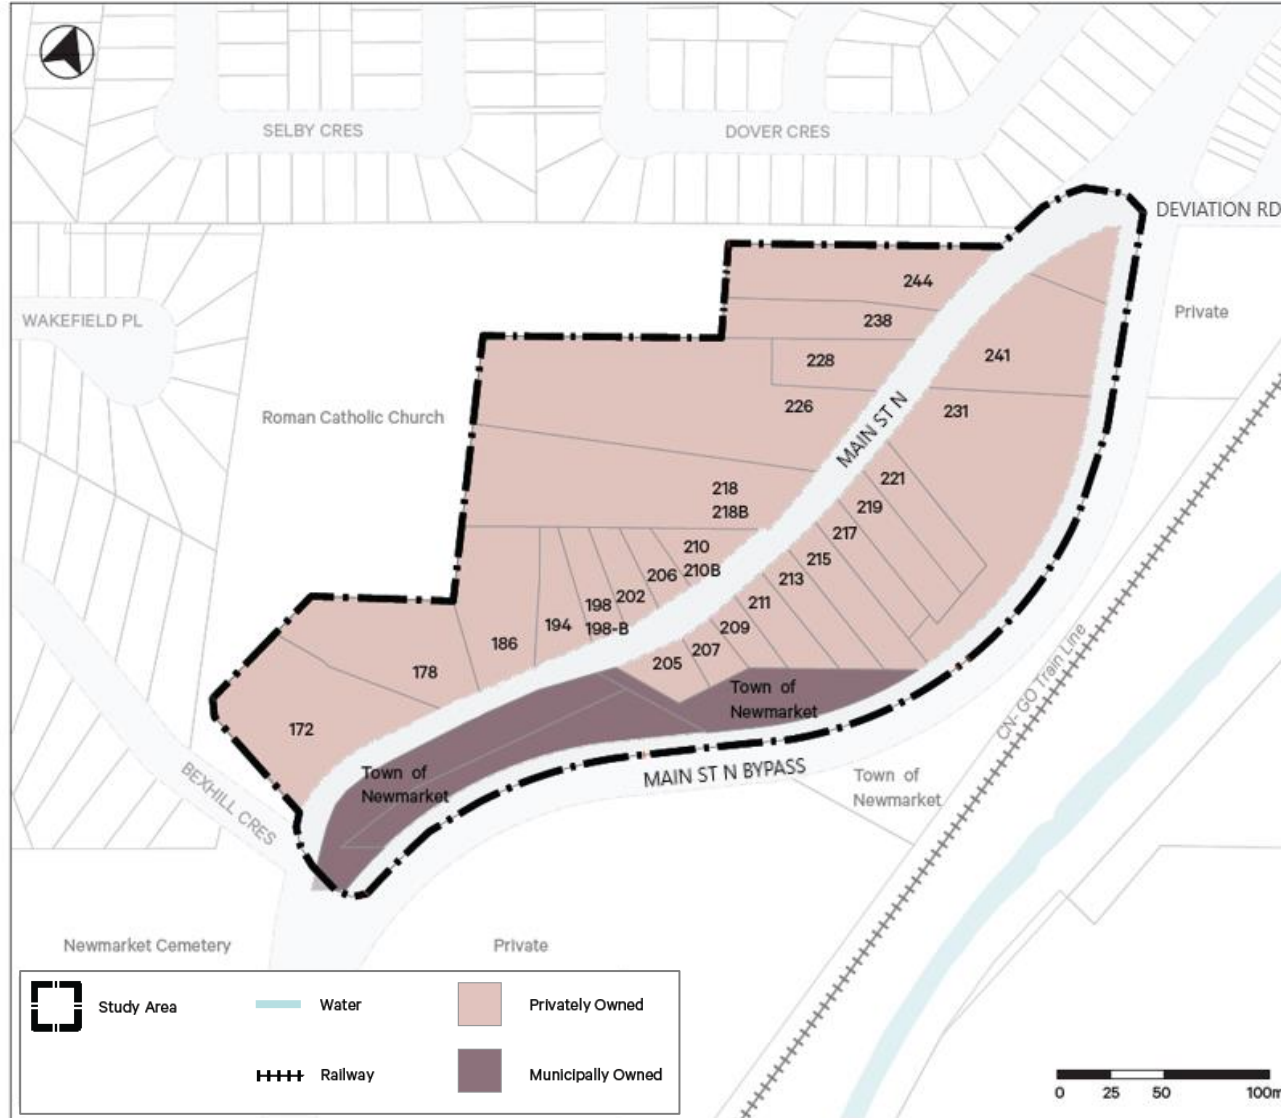 SELBY CRES
DOVER CRES
DEVIATION RD
WAKEFIELD PL
Private
244
238
228
241
226
231
Roman Catholic Church
MAIN ST N
218
218B
221
219
217
215
213
211
209
207
205
210
210B
206
202
198
198-B
194
186
178
172
Town of
Newmarket
Town of
Newmarket
MAIN ST N BYPASS
Town of
Newmarket
CN- GO Train Line
BEXHILL CRES
Newmarket Cemetery
Private
Study Area
Water
Privately Owned
Railway
Municipally Owned
0 25 50 100m